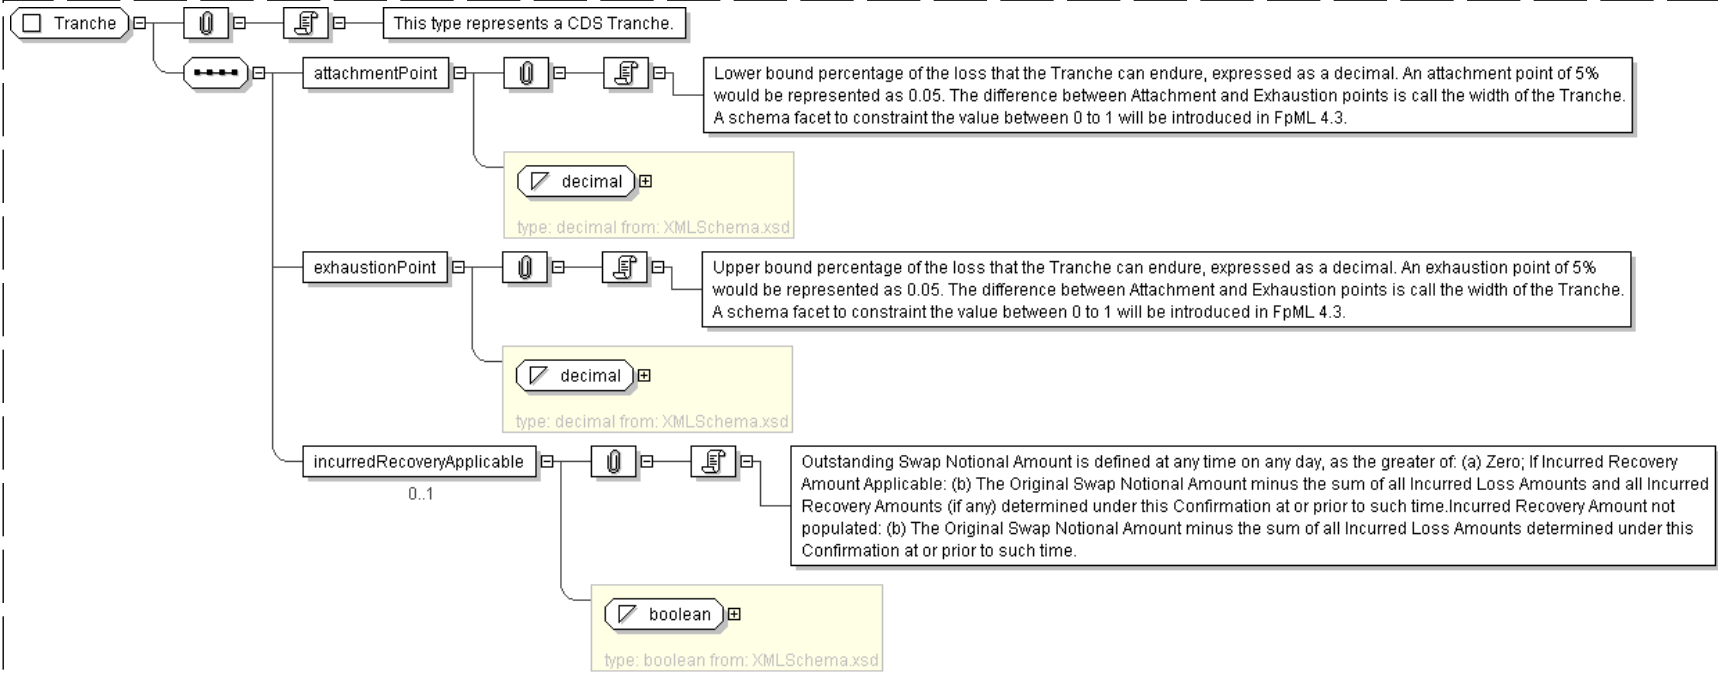 Tranche
This type represents a CDS Tranche.
attachmentPoint
Lower bound percentage of the loss that the Tranche can endure, expressed as a decimal. An attachment point of 5%
would be represented as 0.05. The difference between Attachment and Exhaustion points is call the width of the Tranche.
A schema facet to constraint the value between 0 to 1 will be introduced in FpML 4.3.
decimal
type: decimal from: XMLSchema.xsd
exhaustionPoint
Upper bound percentage of the loss that the Tranche can endure, expressed as a decimal. An exhaustion point of 5%
would be represented as 0.05. The difference between Attachment and Exhaustion points is call the width of the Tranche.
A schema facet to constraint the value between 0 to 1 will be introduced in FpML 4.3.
decimal
type: decimal from: XMLSchema.xsd
incurredRecoveryApplicable
0..1
Outstanding Swap Notional Amount is defined at any time on any day, as the greater of: (a) Zero; If Incurred Recovery
Amount Applicable: (b) The Original Swap Notional Amount minus the sum of all Incurred Loss Amounts and all Incurred
Recovery Amounts (if any) determined under this Confirmation at or prior to such time.Incurred Recovery Amount not
populated: (b) The Original Swap Notional Amount minus the sum of all Incurred Loss Amounts determined under this
Confirmation at or prior to such time.
boolean
type: boolean from: XMLSchema.xsd